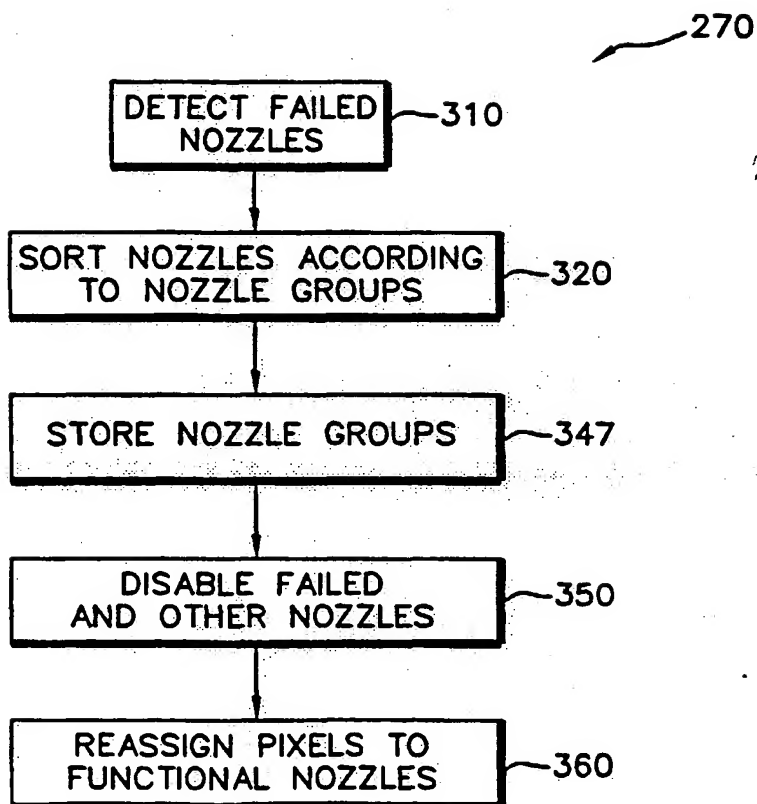 270
DETECT FAILED
NOZZLES
310
SORT NOZZLES ACCORDING
TO NOZZLE GROUPS
320
STORE NOZZLE GROUPS
347
DISABLE FAILED
AND OTHER NOZZLES
350
REASSIGN PIXELS TO
FUNCTIONAL NOZZLES
360